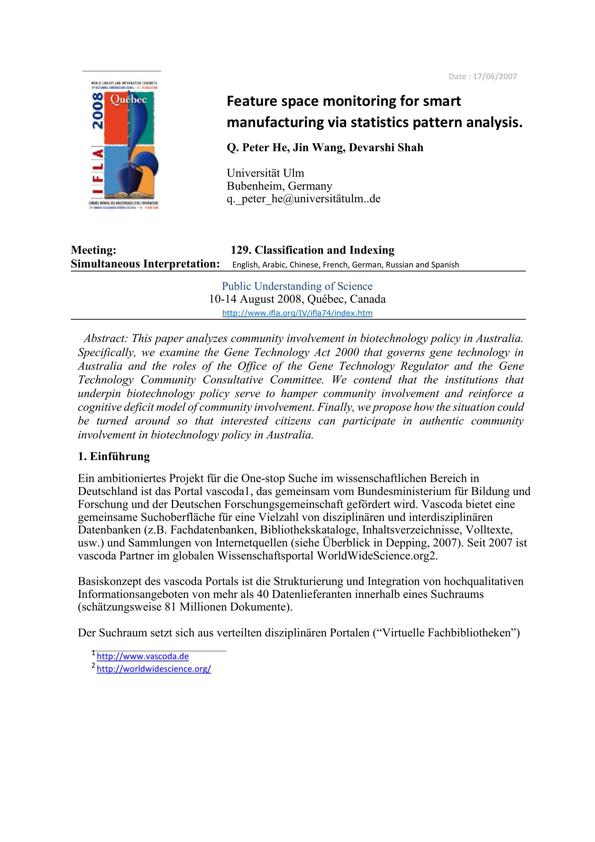 Date : 17/06/2007
WORLD LIBRARY AND INFORMATION CONGRESS:
Québec
IFLA 2008
Feature space monitoring for smart
manufacturing via statistics pattern analysis.
Q. Peter He, Jin Wang, Devarshi Shah
Universität Ulm
Bubenheim, Germany
q._peter_he@universitätulm..de
Meeting: 129. Classification and Indexing
Simultaneous Interpretation: English, Arabic, Chinese, French, German, Russian and Spanish
Public Understanding of Science
10-14 August 2008, Québec, Canada
http://www.ifla.org/IV/ifla74/index.htm
Abstract: This paper analyzes community involvement in biotechnology policy in Australia.
Specifically, we examine the Gene Technology Act 2000 that governs gene technology in
Australia and the roles of the Office of the Gene Technology Regulator and the Gene
Technology Community Consultative Committee. We contend that the institutions that
underpin biotechnology policy serve to hamper community involvement and reinforce a
cognitive deficit model of community involvement. Finally, we propose how the situation could
be turned around so that interested citizens can participate in authentic community
involvement in biotechnology policy in Australia.
1. Einführung
Ein ambitioniertes Projekt für die One-stop Suche im wissenschaftlichen Bereich in
Deutschland ist das Portal vascoda1, das gemeinsam vom Bundesministerium für Bildung und
Forschung und der Deutschen Forschungsgemeinschaft gefördert wird. Vascoda bietet eine
gemeinsame Suchoberfläche für eine Vielzahl von disziplinären und interdisziplinären
Datenbanken (z.B. Fachdatenbanken, Bibliothekskataloge, Inhaltsverzeichnisse, Volltexte,
usw.) und Sammlungen von Internetquellen (siehe Überblick in Depping, 2007). Seit 2007 ist
vascoda Partner im globalen Wissenschaftsportal WorldWideScience.org2.
Basiskonzept des vascoda Portals ist die Strukturierung und Integration von hochqualitativen
Informationsangeboten von mehr als 40 Datenlieferanten innerhalb eines Suchraums
(schätzungsweise 81 Millionen Dokumente).
Der Suchraum setzt sich aus verteilten disziplinären Portalen (“Virtuelle Fachbibliotheken”)
1 http://www.vascoda.de
2 http://worldwidescience.org/